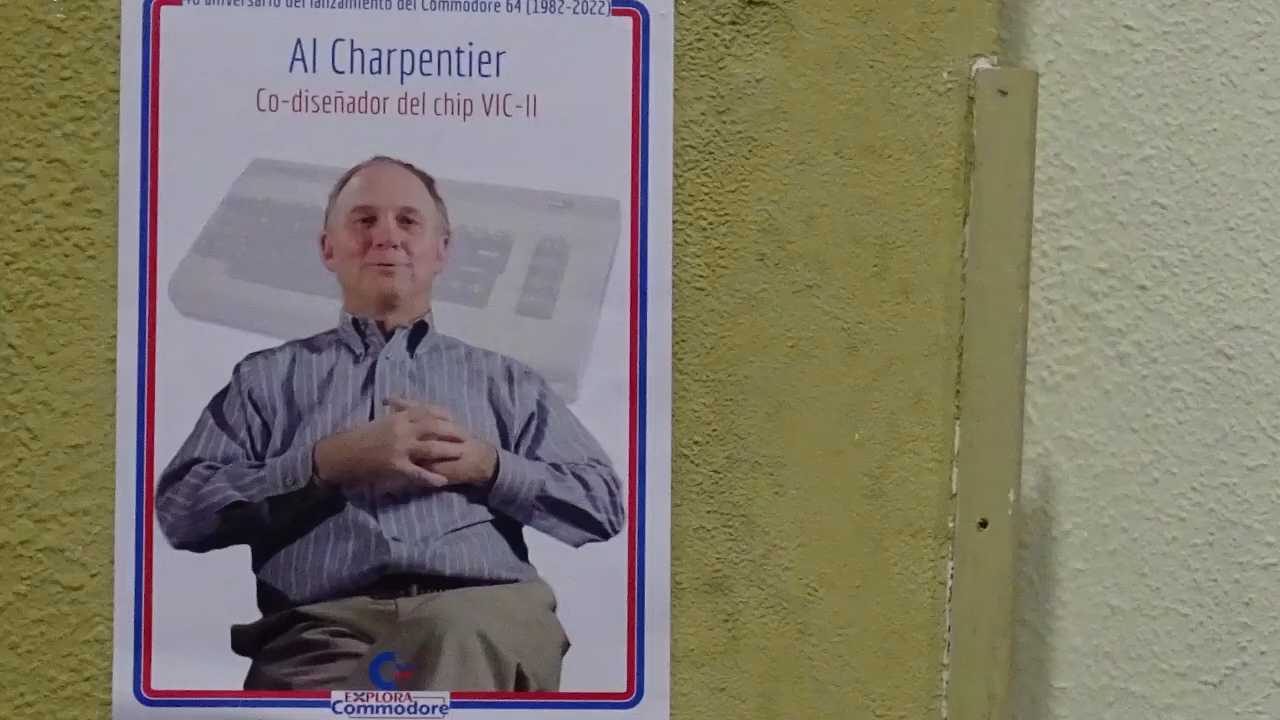 40 aniversario del lanzamiento del Commodore 64 (1982-2022)
Al Charpentier
Co-diseñador del chip VIC-II
EXPLORA
Commodore